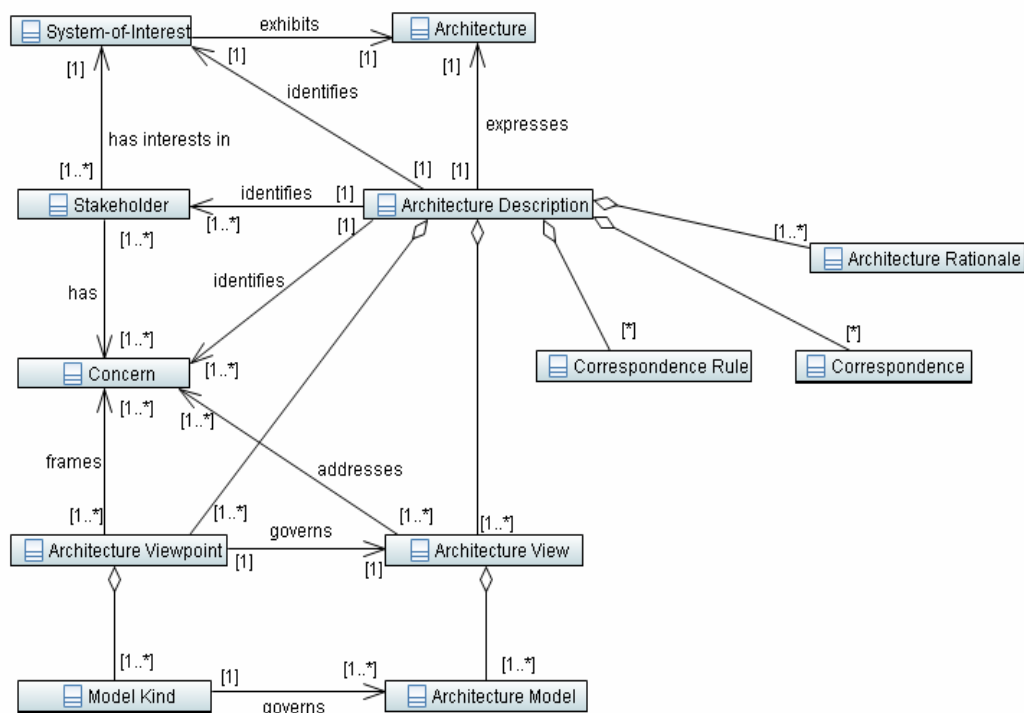 System-of-Interest
exhibits
Architecture
[1]
[1]
[1]
[1]
identifies
expresses
has interests in
[1..*]
[1]
[1]
Stakeholder
identifies
[1]
Architecture Description
[1..*]
[1..*]
[1]
[1..*]
Architecture Rationale
has
identifies
[*]
[*]
[1..*]
Concern
[1..*]
Correspondence Rule
Correspondence
[1..*]
[1..*]
frames
addresses
[1..*]
[1..*]
[1..*]
[1..*]
governs
Architecture Viewpoint
Architecture View
[1]
[1]
[1..*]
[1..*]
Model Kind
[1]
[1..*]
Architecture Model
governs